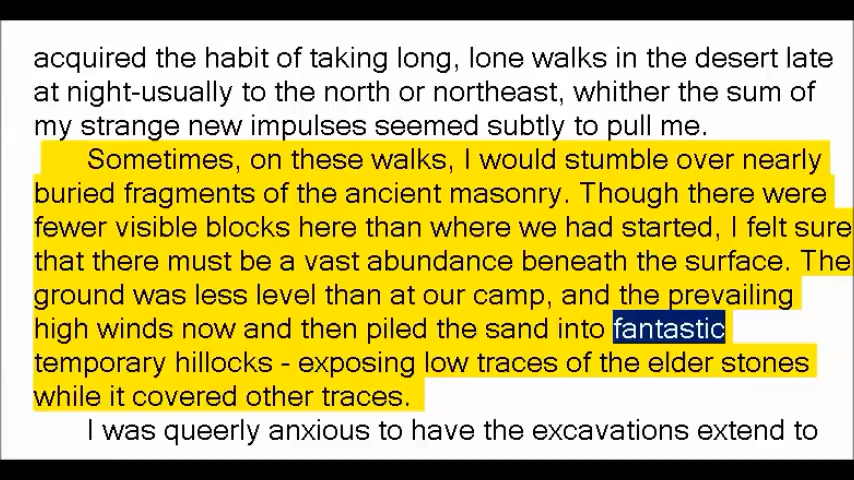 acquired the habit of taking long, lone walks in the desert late
at night-usually to the north or northeast, whither the sum of
my strange new impulses seemed subtly to pull me.
Sometimes, on these walks, I would stumble over nearly
buried fragments of the ancient masonry. Though there were
fewer visible blocks here than where we had started, I felt sure
that there must be a vast abundance beneath the surface. The
ground was less level than at our camp, and the prevailing
high winds now and then piled the sand into fantastic
temporary hillocks - exposing low traces of the elder stones
while it covered other traces.
I was queerly anxious to have the excavations extend to